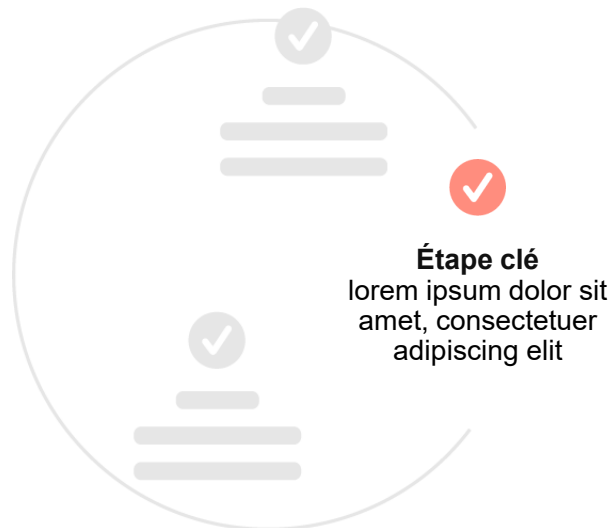 Étape clé
lorem ipsum dolor sit
amet, consectetuer
adipiscing elit